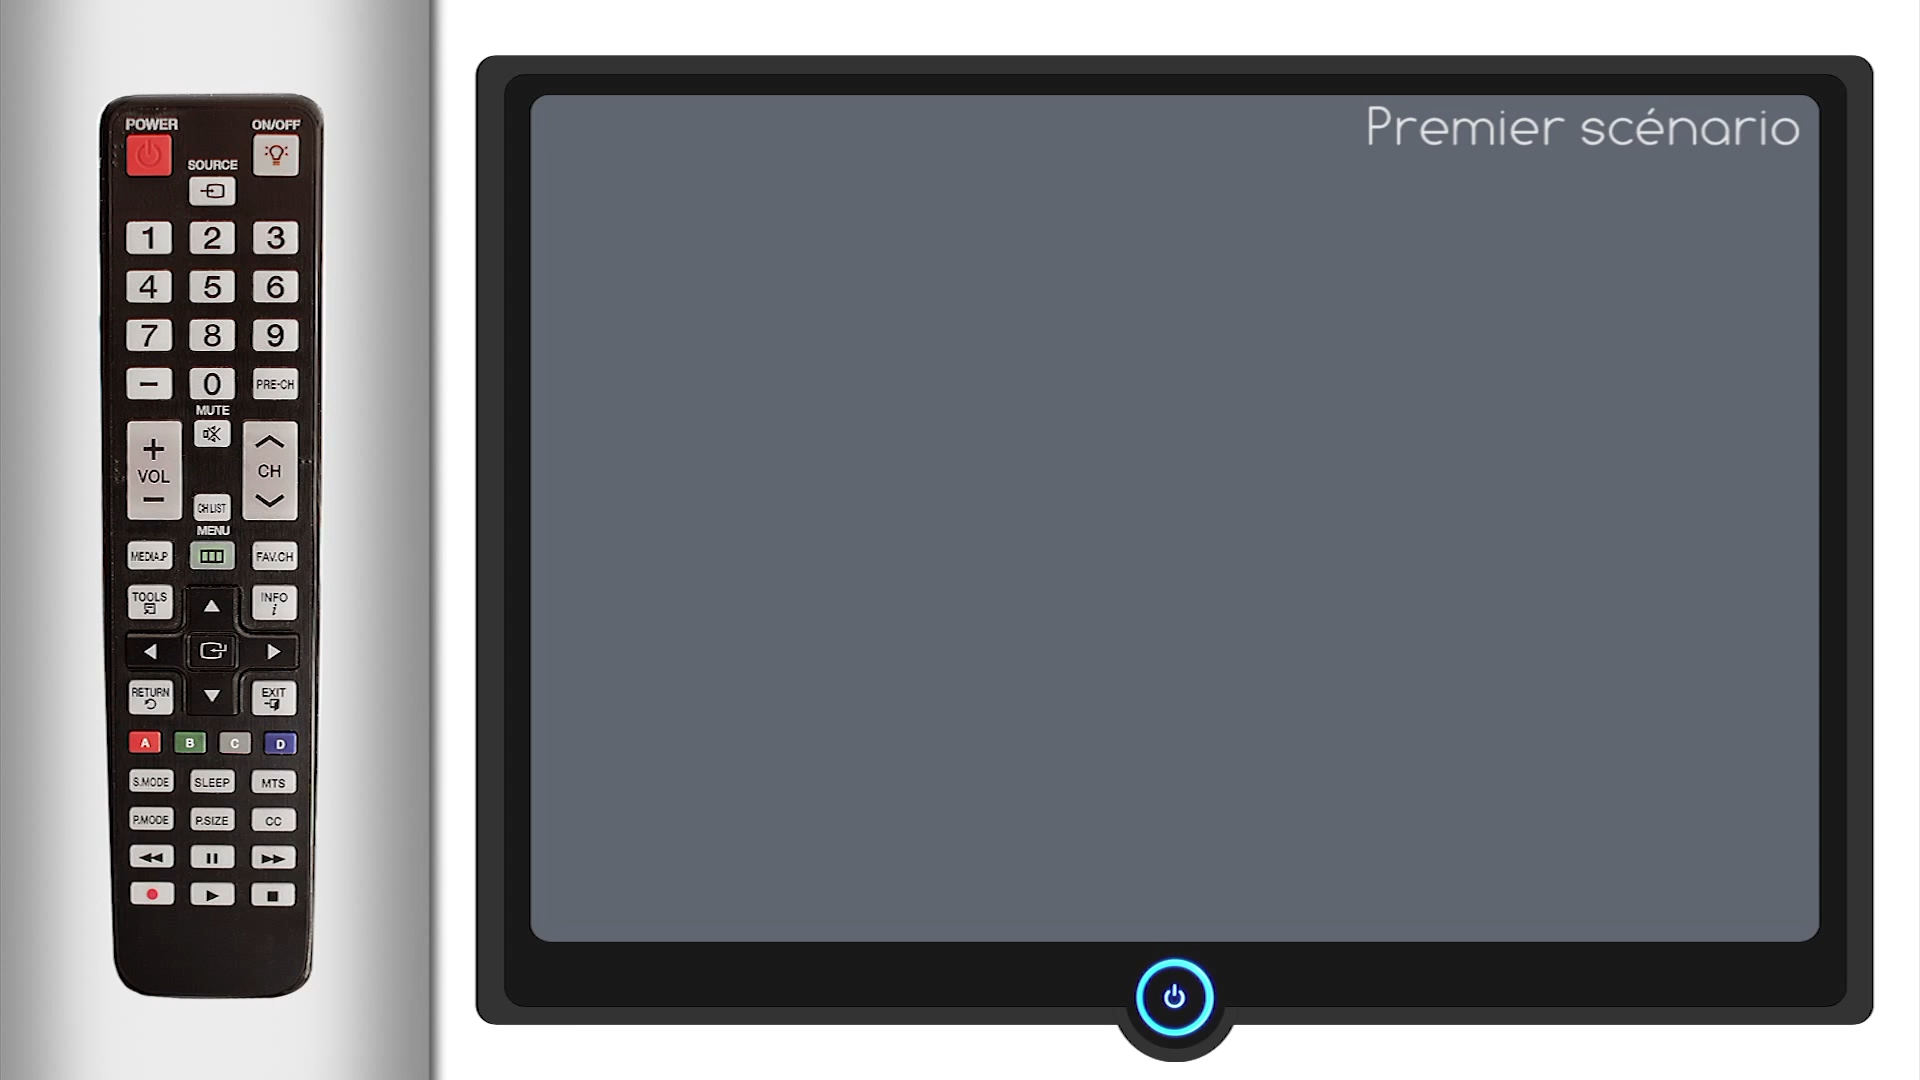 POWER
ON/OFF
SOURCE
1 2 3
4 5 6
7 8 9
− 0 PRE-CH
MUTE
+
VOL
−
CH
CH LIST
MENU
MEDIA.P
FAV.CH
TOOLS
INFO
i
RETURN
EXIT
A B C D
S.MODE SLEEP MTS
P.MODE P.SIZE CC
Premier scénario